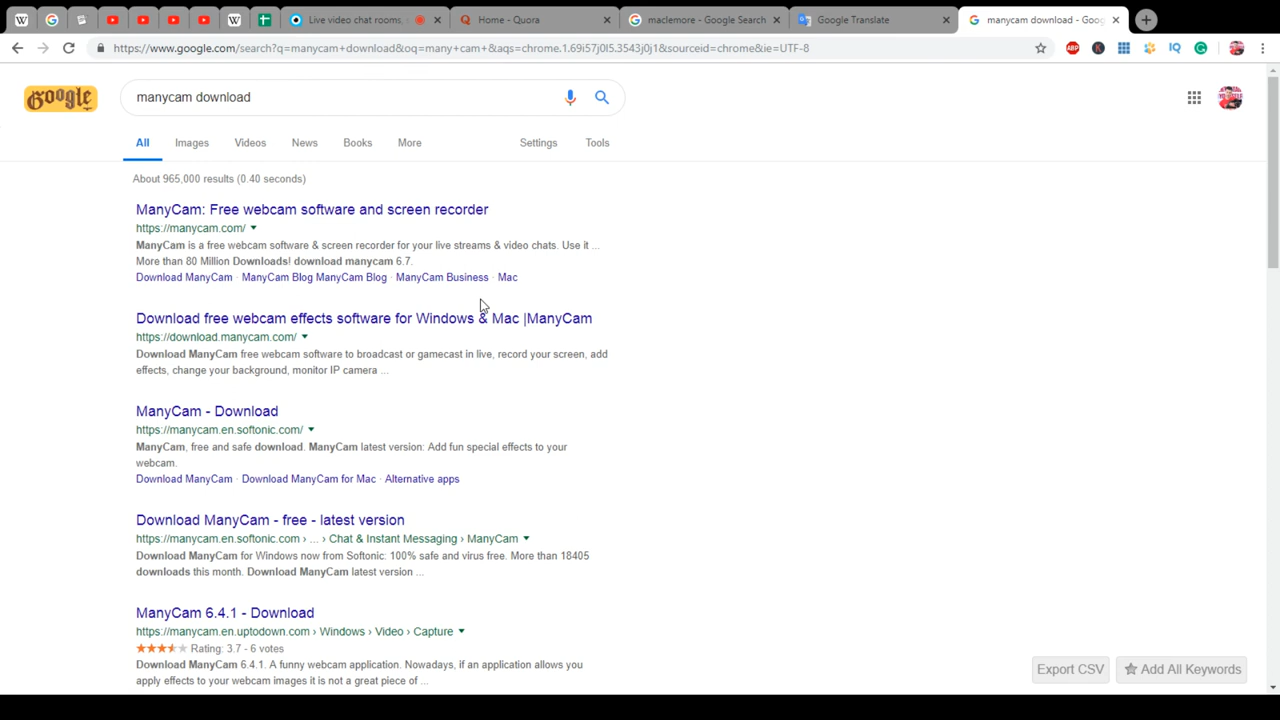 Live video chat rooms,
Home - Quora
maclemore - Google Search
Google Translate
manycam download - Goog
https://www.google.com/search?q=manycam+download&oq=many+cam+&aqs=chrome.1.69i57j0l5.3543j0j1&sourceid=chrome&ie=UTF-8
Google
manycam download
All Images Videos News Books More Settings Tools
About 965,000 results (0.40 seconds)
ManyCam: Free webcam software and screen recorder
https://manycam.com/
ManyCam is a free webcam software & screen recorder for your live streams & video chats. Use it ...
More than 80 Million Downloads! download manycam 6.7.
Download ManyCam · ManyCam Blog ManyCam Blog · ManyCam Business · Mac
Download free webcam effects software for Windows & Mac |ManyCam
https://download.manycam.com/
Download ManyCam free webcam software to broadcast or gamecast in live, record your screen, add
effects, change your background, monitor IP camera ...
ManyCam - Download
https://manycam.en.softonic.com/
ManyCam, free and safe download. ManyCam latest version: Add fun special effects to your
webcam.
Download ManyCam · Download ManyCam for Mac · Alternative apps
Download ManyCam - free - latest version
https://manycam.en.softonic.com › ... › Chat & Instant Messaging › ManyCam
Download ManyCam for Windows now from Softonic: 100% safe and virus free. More than 18405
downloads this month. Download ManyCam latest version ...
ManyCam 6.4.1 - Download
https://manycam.en.uptodown.com › Windows › Video › Capture
Rating: 3.7 - 6 votes
Download ManyCam 6.4.1. A funny webcam application. Nowadays, if an application allows you
apply effects to your webcam images it is not a great piece of ...
Export CSV
Add All Keywords